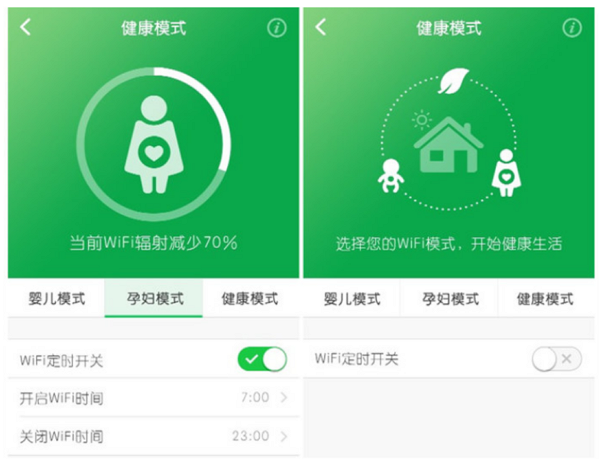 健康模式
当前WiFi辐射减少70%
婴儿模式 孕妇模式 健康模式
WiFi定时开关
开启WiFi时间 7:00
关闭WiFi时间 23:00
健康模式
选择您的WiFi模式，开始健康生活
婴儿模式 孕妇模式 健康模式
WiFi定时开关